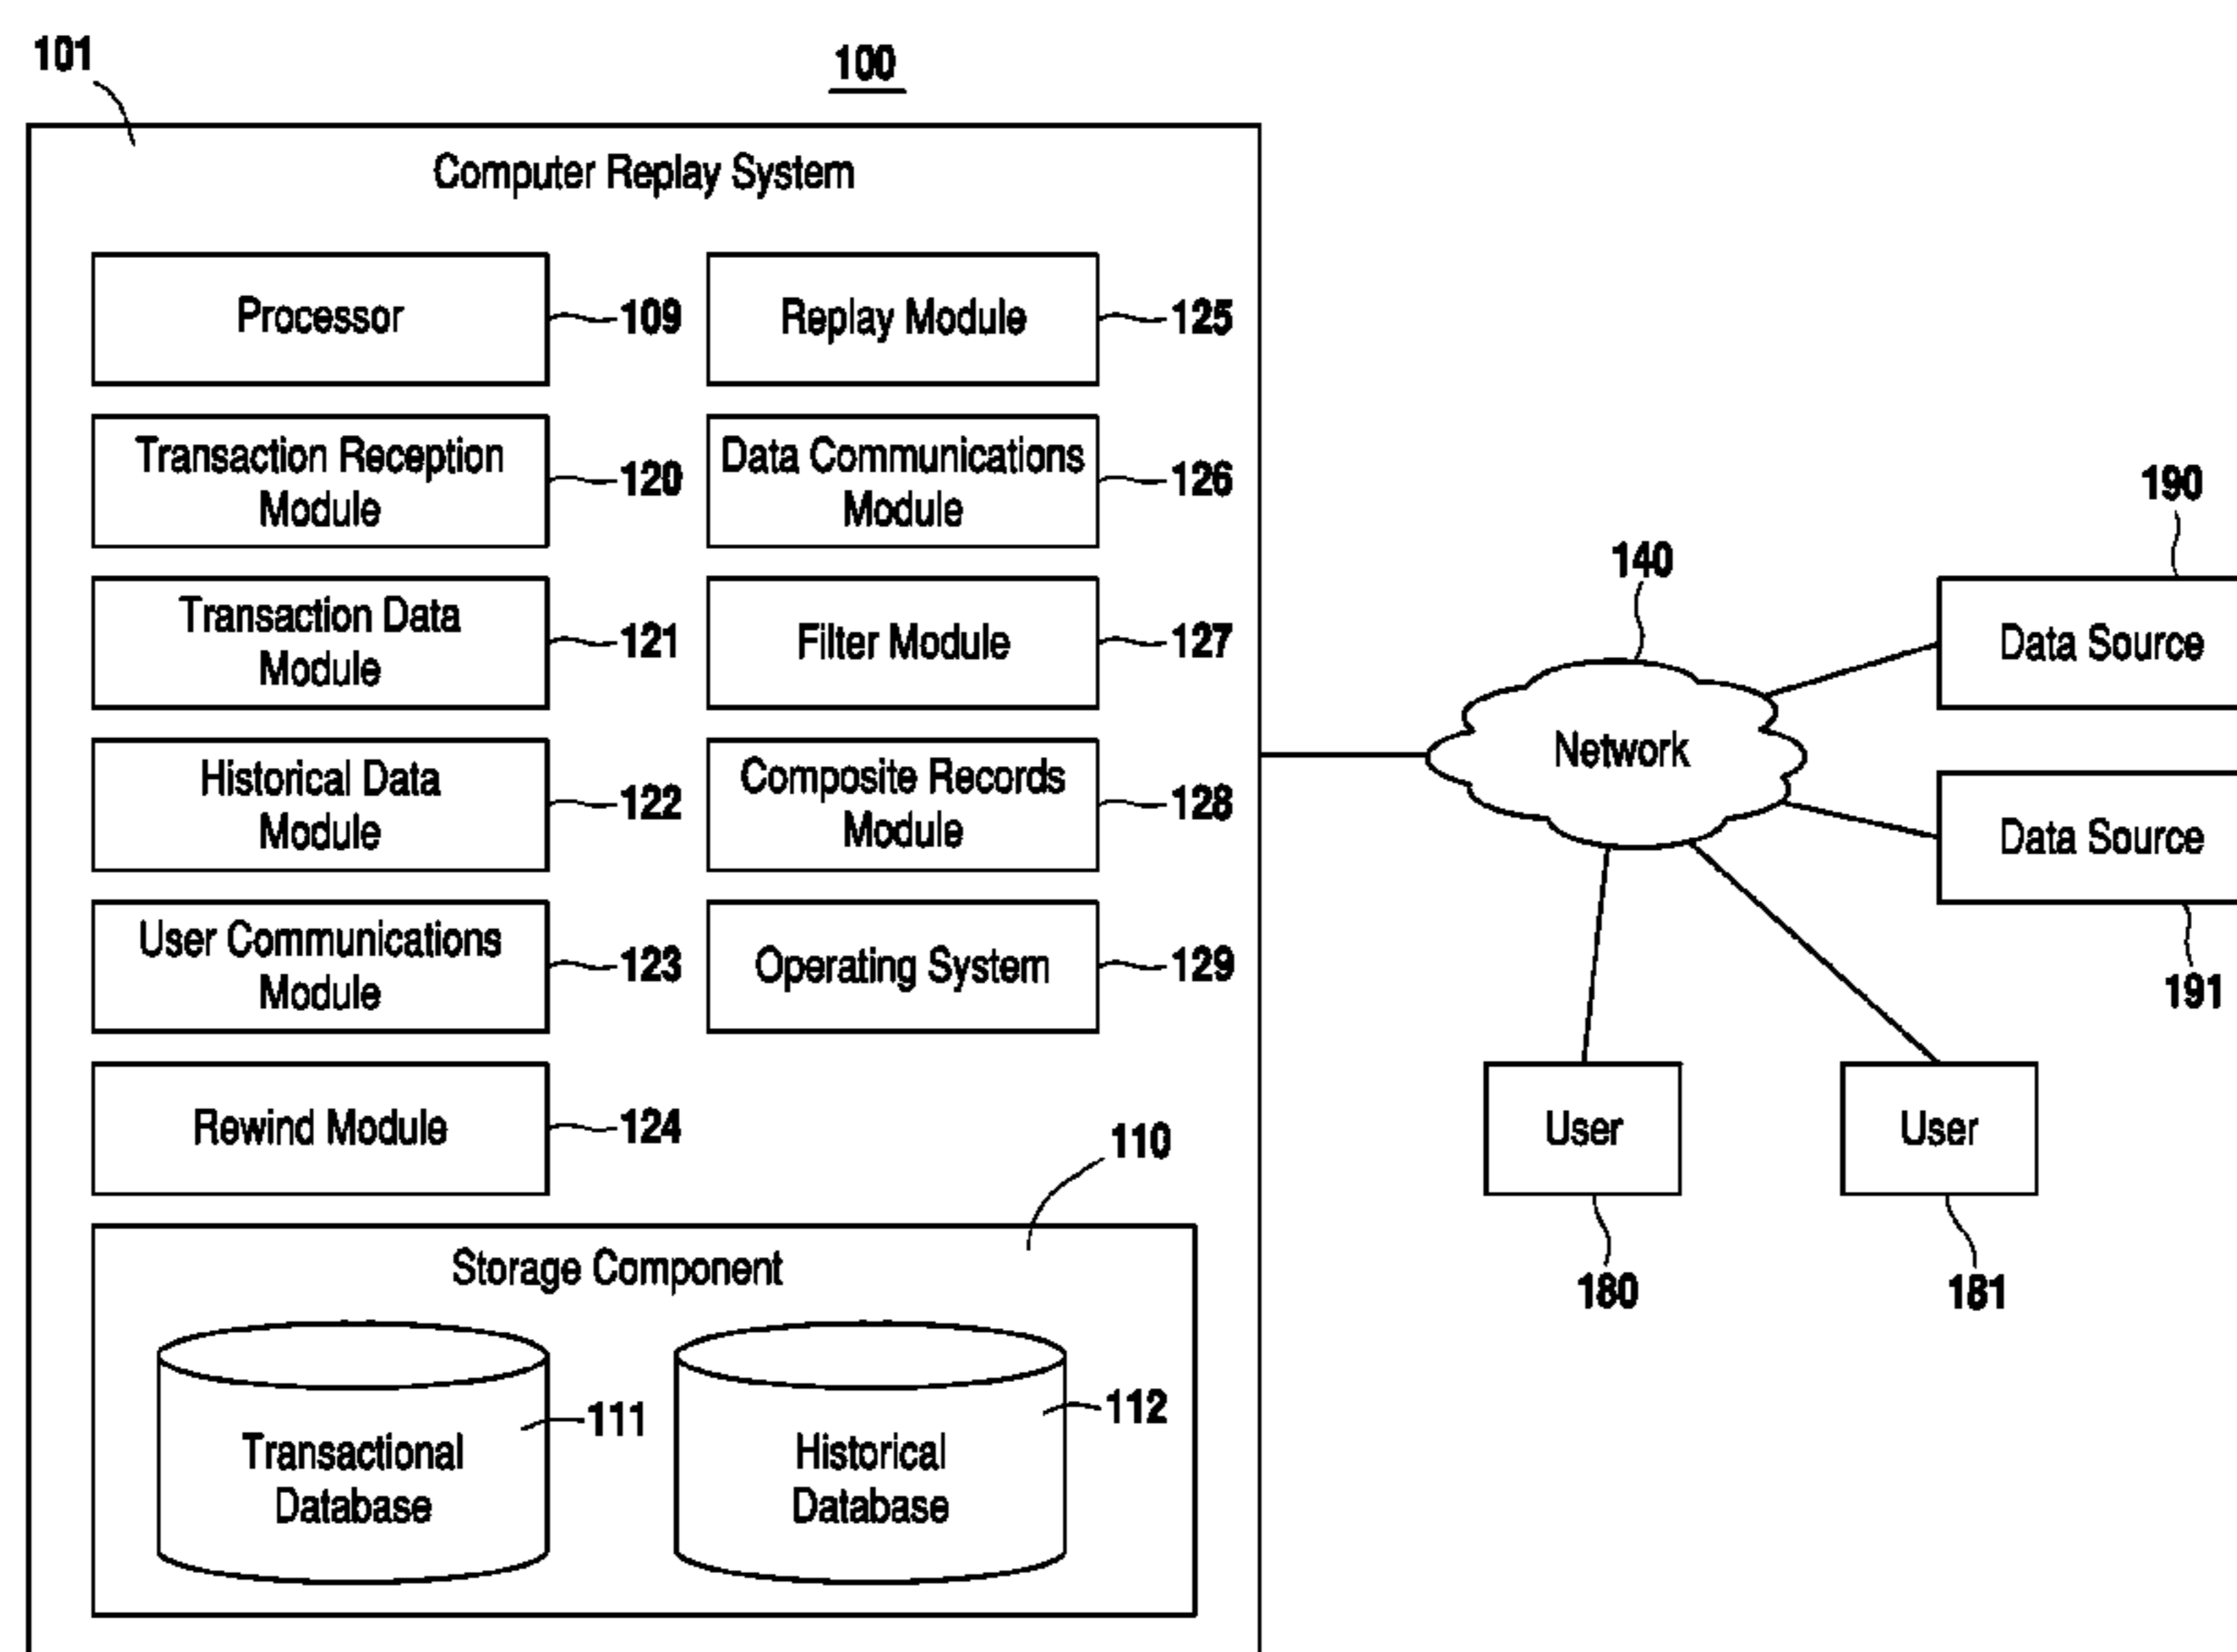 101
100
Computer Replay System
Processor
109
Replay Module
125
Transaction Reception
Module
120
Data Communications
Module
126
Transaction Data
Module
121
Filter Module
127
Historical Data
Module
122
Composite Records
Module
128
User Communications
Module
123
Operating System
129
Rewind Module
124
110
Storage Component
Transactional
Database
111
Historical
Database
112
140
Network
190
Data Source
Data Source
191
User
180
User
181